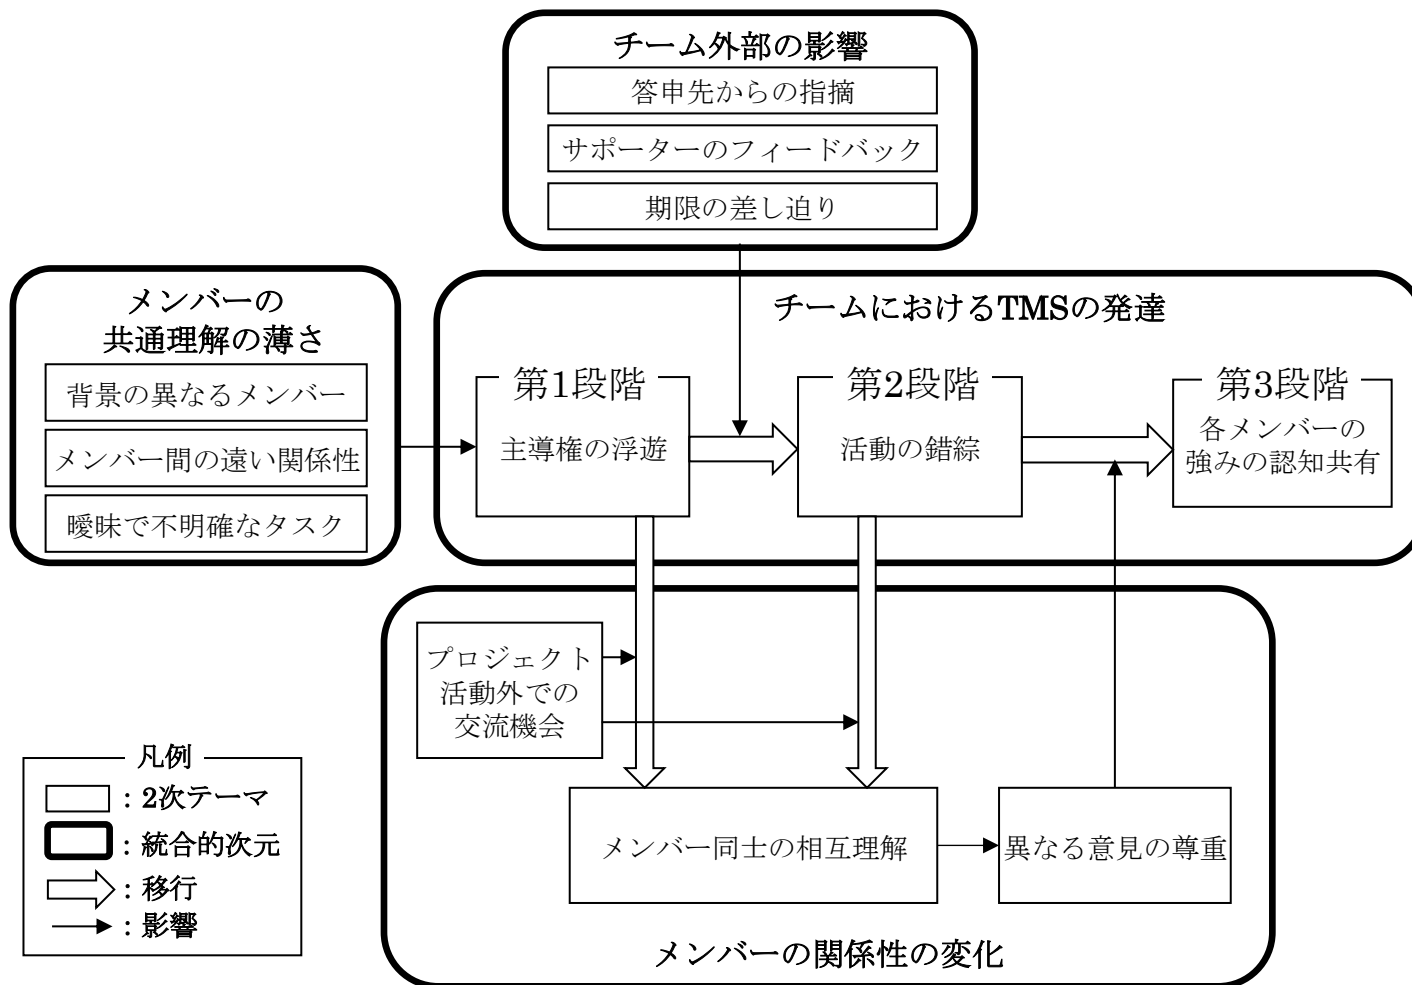 チーム外部の影響
答申先からの指摘
サポーターのフィードバック
期限の差し迫り
メンバーの
共通理解の薄さ
背景の異なるメンバー
メンバー間の遠い関係性
曖昧で不明確なタスク
チームにおけるTMSの発達
第1段階
主導権の浮遊
第2段階
活動の錯綜
第3段階
各メンバーの
強みの認知共有
プロジェクト
活動外での
交流機会
メンバー同士の相互理解
異なる意見の尊重
メンバーの関係性の変化
凡例
：2次テーマ
：統合的次元
：移行
：影響